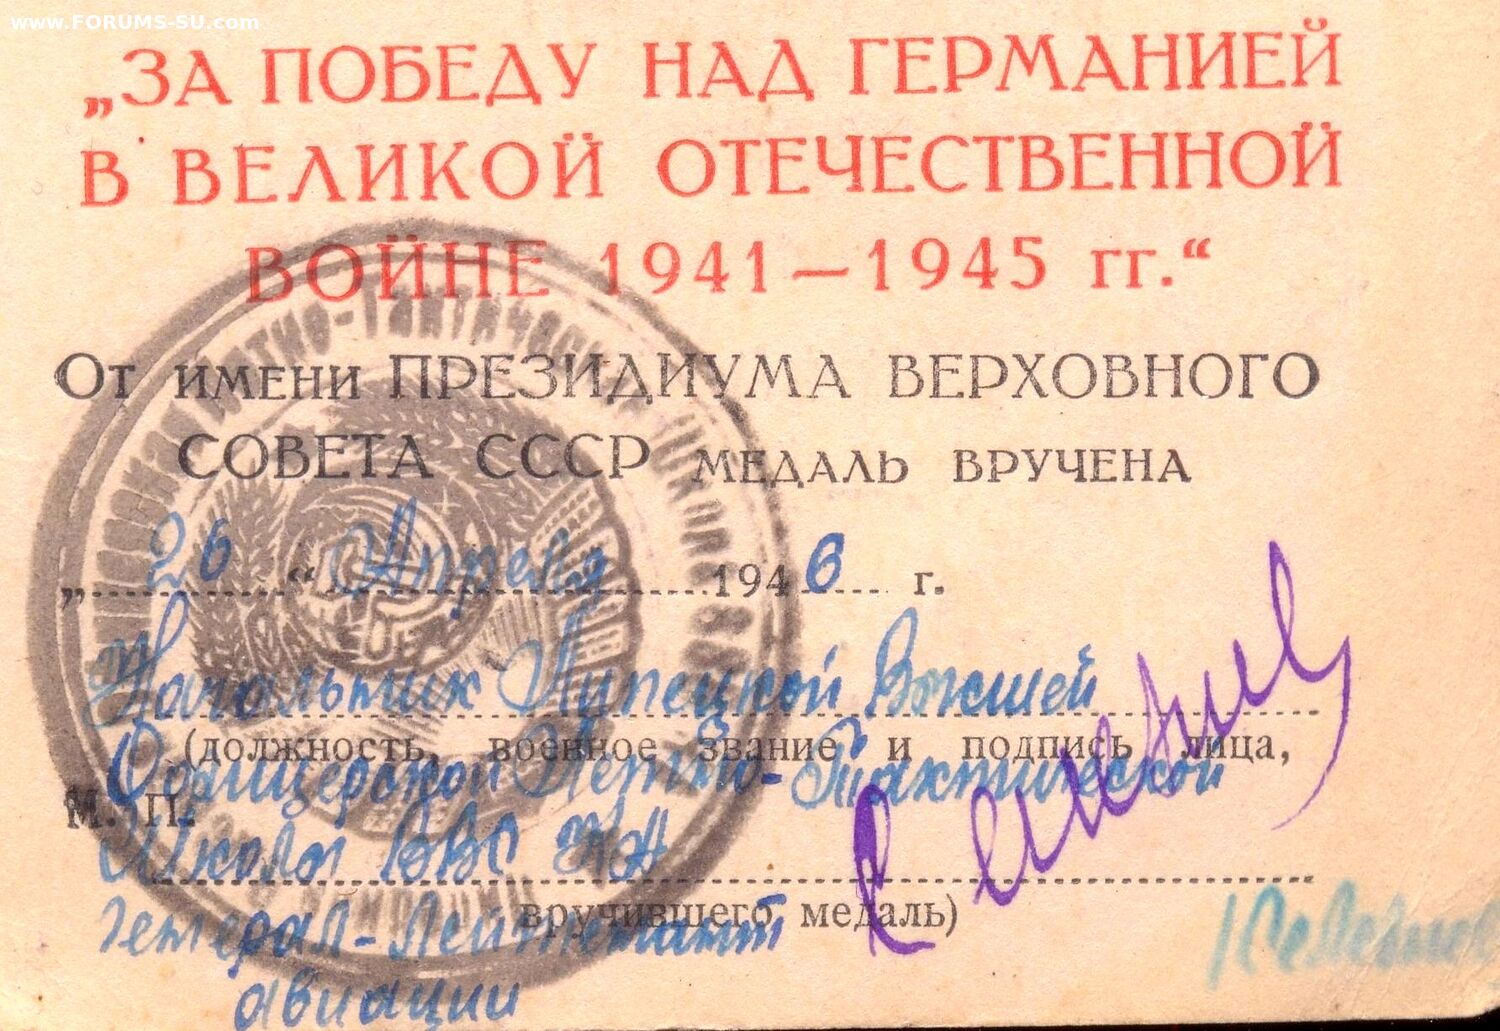 www.FORUMS-SU.com
„ЗА ПОБЕДУ НАД ГЕРМАНИЕЙ
В ВЕЛИКОЙ ОТЕЧЕСТВЕННОЙ
ВОЙНЕ 1941—1945 гг.“
От имени ПРЕЗИДИУМА ВЕРХОВНОГО
СОВЕТА СССР медаль вручена
„26“ Апреля 1946 г.
Начальник Липецкой Высшей
(должность, военное звание и подпись лица,
Офицерской Летно-Тактической
М. П.
Школы ВВС КА
вручившего медаль)
генерал-лейтенант
авиации